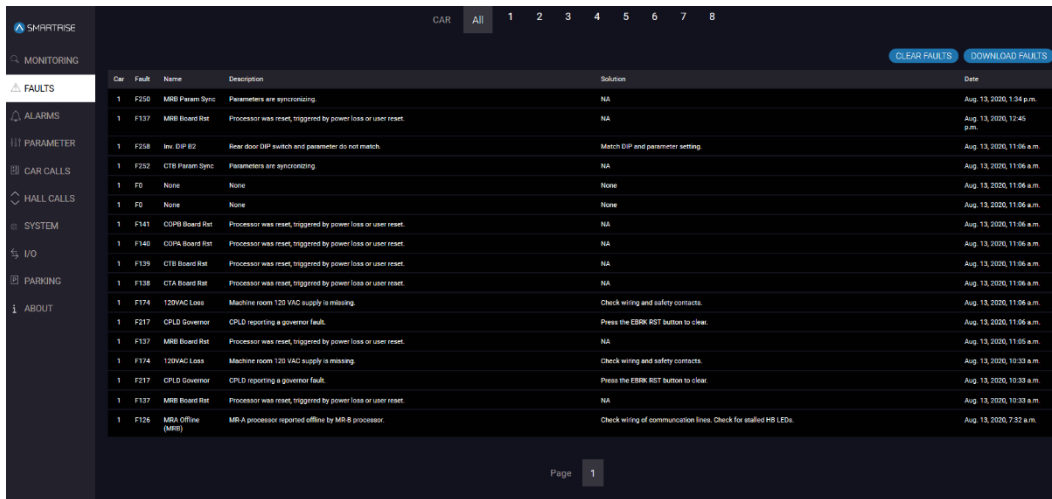 SMARTRISE
MONITORING
FAULTS
ALARMS
PARAMETER
CAR CALLS
HALL CALLS
SYSTEM
I/O
PARKING
ABOUT
CAR All 1 2 3 4 5 6 7 8
CLEAR FAULTS DOWNLOAD FAULTS
Car Fault Name Description Solution Date
1 F250 MRB Param Sync Parameters are syncronizing. NA Aug. 13, 2020, 1:34 p.m.
1 F137 MRB Board Rst Processor was reset, triggered by power loss or user reset. NA Aug. 13, 2020, 12:45
p.m.
1 F258 Inv. DIP B2 Rear door DIP switch and parameter do not match. Match DIP and parameter setting. Aug. 13, 2020, 11:06 a.m.
1 F252 CTB Param Sync Parameters are syncronizing. NA Aug. 13, 2020, 11:06 a.m.
1 F0 None None None Aug. 13, 2020, 11:06 a.m.
1 F0 None None None Aug. 13, 2020, 11:06 a.m.
1 F141 COPB Board Rst Processor was reset, triggered by power loss or user reset. NA Aug. 13, 2020, 11:06 a.m.
1 F140 COPA Board Rst Processor was reset, triggered by power loss or user reset. NA Aug. 13, 2020, 11:06 a.m.
1 F139 CTB Board Rst Processor was reset, triggered by power loss or user reset. NA Aug. 13, 2020, 11:06 a.m.
1 F138 CTA Board Rst Processor was reset, triggered by power loss or user reset. NA Aug. 13, 2020, 11:06 a.m.
1 F174 120VAC Loss Machine room 120 VAC supply is missing. Check wiring and safety contacts. Aug. 13, 2020, 11:06 a.m.
1 F217 CPLD Governor CPLD reporting a governor fault. Press the EBRK RST button to clear. Aug. 13, 2020, 11:06 a.m.
1 F137 MRB Board Rst Processor was reset, triggered by power loss or user reset. NA Aug. 13, 2020, 11:05 a.m.
1 F174 120VAC Loss Machine room 120 VAC supply is missing. Check wiring and safety contacts. Aug. 13, 2020, 10:33 a.m.
1 F217 CPLD Governor CPLD reporting a governor fault. Press the EBRK RST button to clear. Aug. 13, 2020, 10:33 a.m.
1 F137 MRB Board Rst Processor was reset, triggered by power loss or user reset. NA Aug. 13, 2020, 10:33 a.m.
1 F126 MRA Offline MR-A processor reported offline by MR-B processor. Check wiring of communcation lines. Check for stalled HB LEDs. Aug. 13, 2020, 7:32 a.m.
(MRB)
Page 1